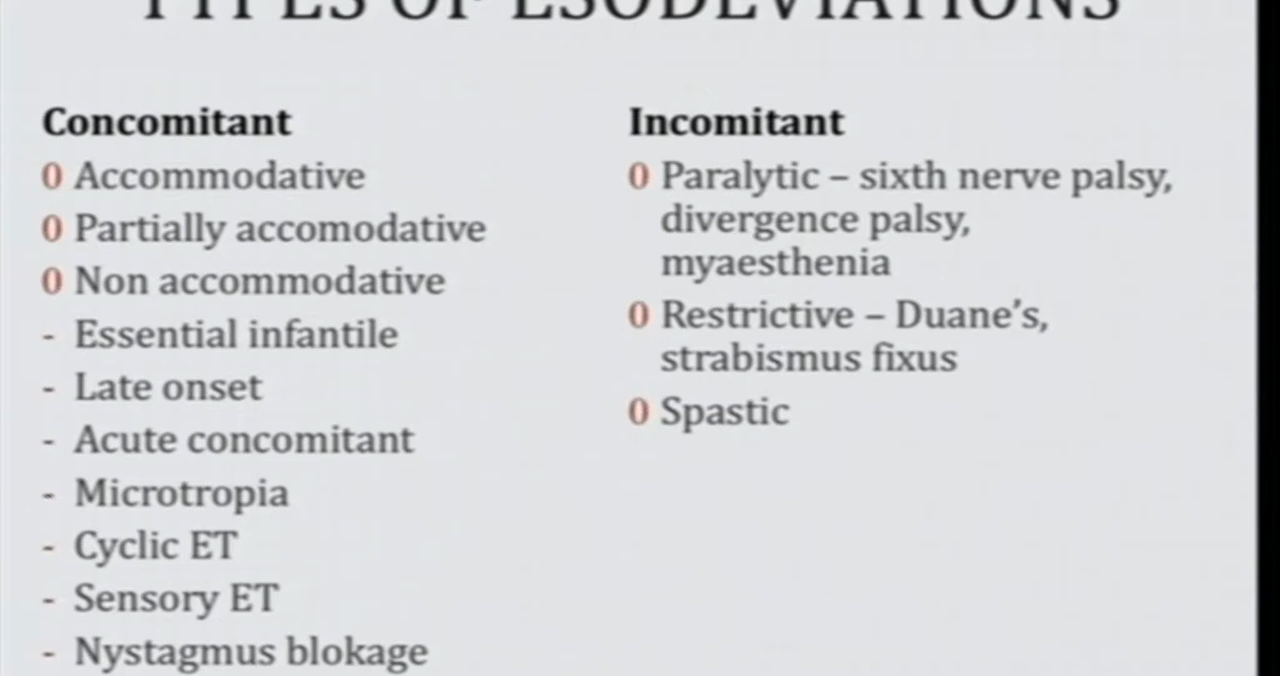 TYPES OF ESODEVIATIONS
Concomitant
0 Accommodative
0 Partially accomodative
0 Non accommodative
- Essential infantile
- Late onset
- Acute concomitant
- Microtropia
- Cyclic ET
- Sensory ET
- Nystagmus blokage
Incomitant
0 Paralytic – sixth nerve palsy,
divergence palsy,
myaesthenia
0 Restrictive – Duane’s,
strabismus fixus
0 Spastic